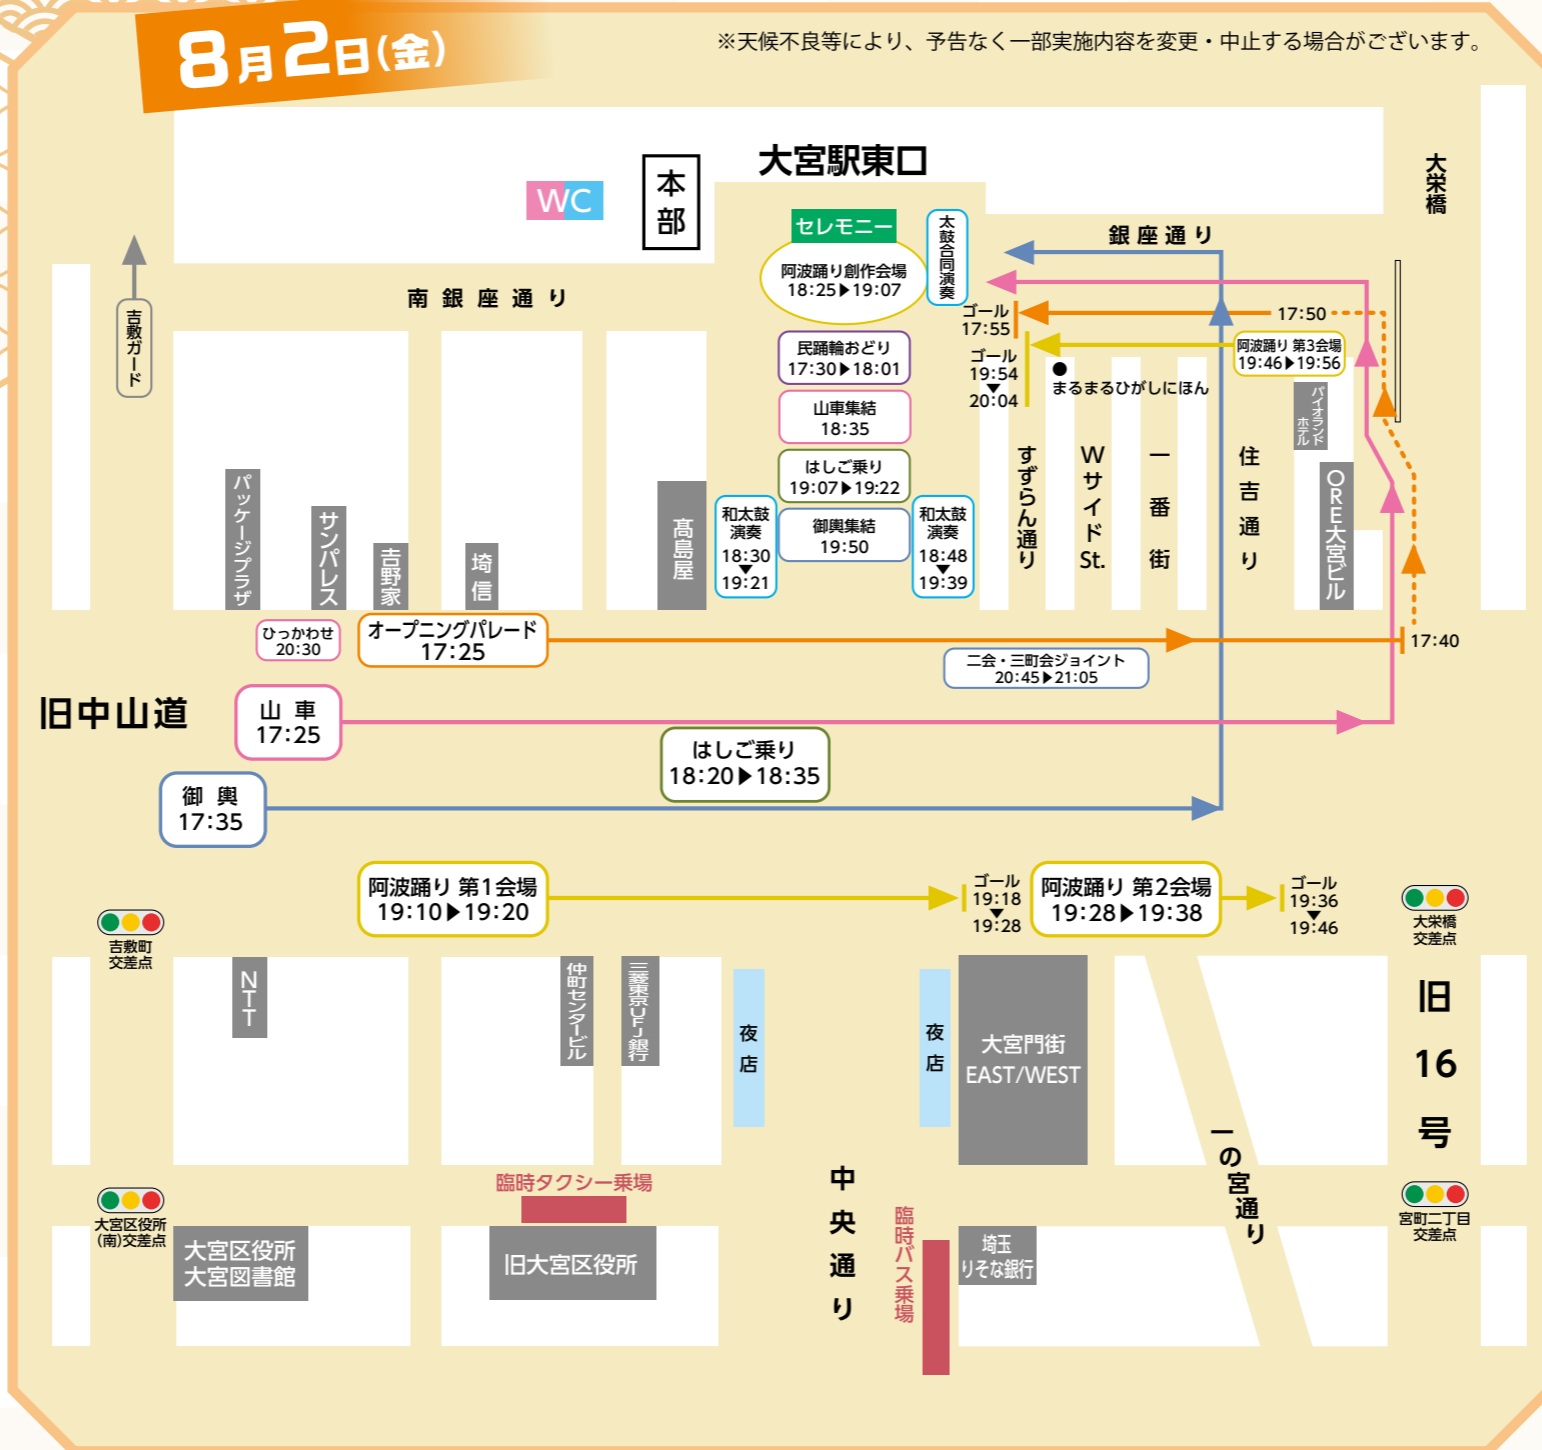 8月2日(金)
※天候不良等により、予告なく一部実施内容を変更・中止する場合がございます。
大宮駅東口
本部
WC
大栄橋
セレモニー
太鼓合同演奏
銀座通り
阿波踊り創作会場
18:25▶19:07
南銀座通り
吉敷ガード
ゴール
17:55
17:50
民踊輪おどり
17:30▶18:01
ゴール
19:54
▼
20:04
阿波踊り 第3会場
19:46▶19:56
まるまるひがしにほん
山車集結
18:35
パイオランド
ホテル
はしご乗り
19:07▶19:22
すずらん通り
WサイドSt.
一番街
住吉通り
ORE大宮ビル
パッケージプラザ
サンパレス
吉野家
埼信
髙島屋
和太鼓
演奏
18:30
▼
19:21
御輿集結
19:50
和太鼓
演奏
18:48
▼
19:39
ひっかわせ
20:30
オープニングパレード
17:25
17:40
二会・三町会ジョイント
20:45▶21:05
旧中山道
山車
17:25
はしご乗り
18:20▶18:35
御輿
17:35
阿波踊り 第1会場
19:10▶19:20
ゴール
19:18
▼
19:28
阿波踊り 第2会場
19:28▶19:38
ゴール
19:36
▼
19:46
吉敷町
交差点
大栄橋
交差点
NTT
仲町センタービル
三菱東京UFJ銀行
夜店
夜店
大宮門街
EAST/WEST
旧16号
一の宮通り
中央通り
臨時タクシー乗場
臨時バス乗場
大宮区役所
(南)交差点
宮町二丁目
交差点
大宮区役所
大宮図書館
旧大宮区役所
埼玉
りそな銀行